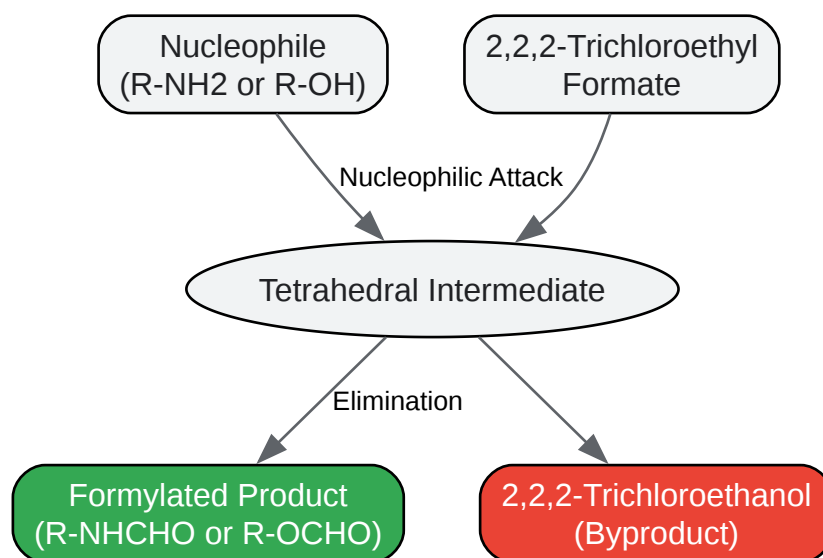 Nucleophile
(R-NH2 or R-OH)
2,2,2-Trichloroethyl
Formate
Nucleophilic Attack
Tetrahedral Intermediate
Elimination
Formylated Product
(R-NHCHO or R-OCHO)
2,2,2-Trichloroethanol
(Byproduct)